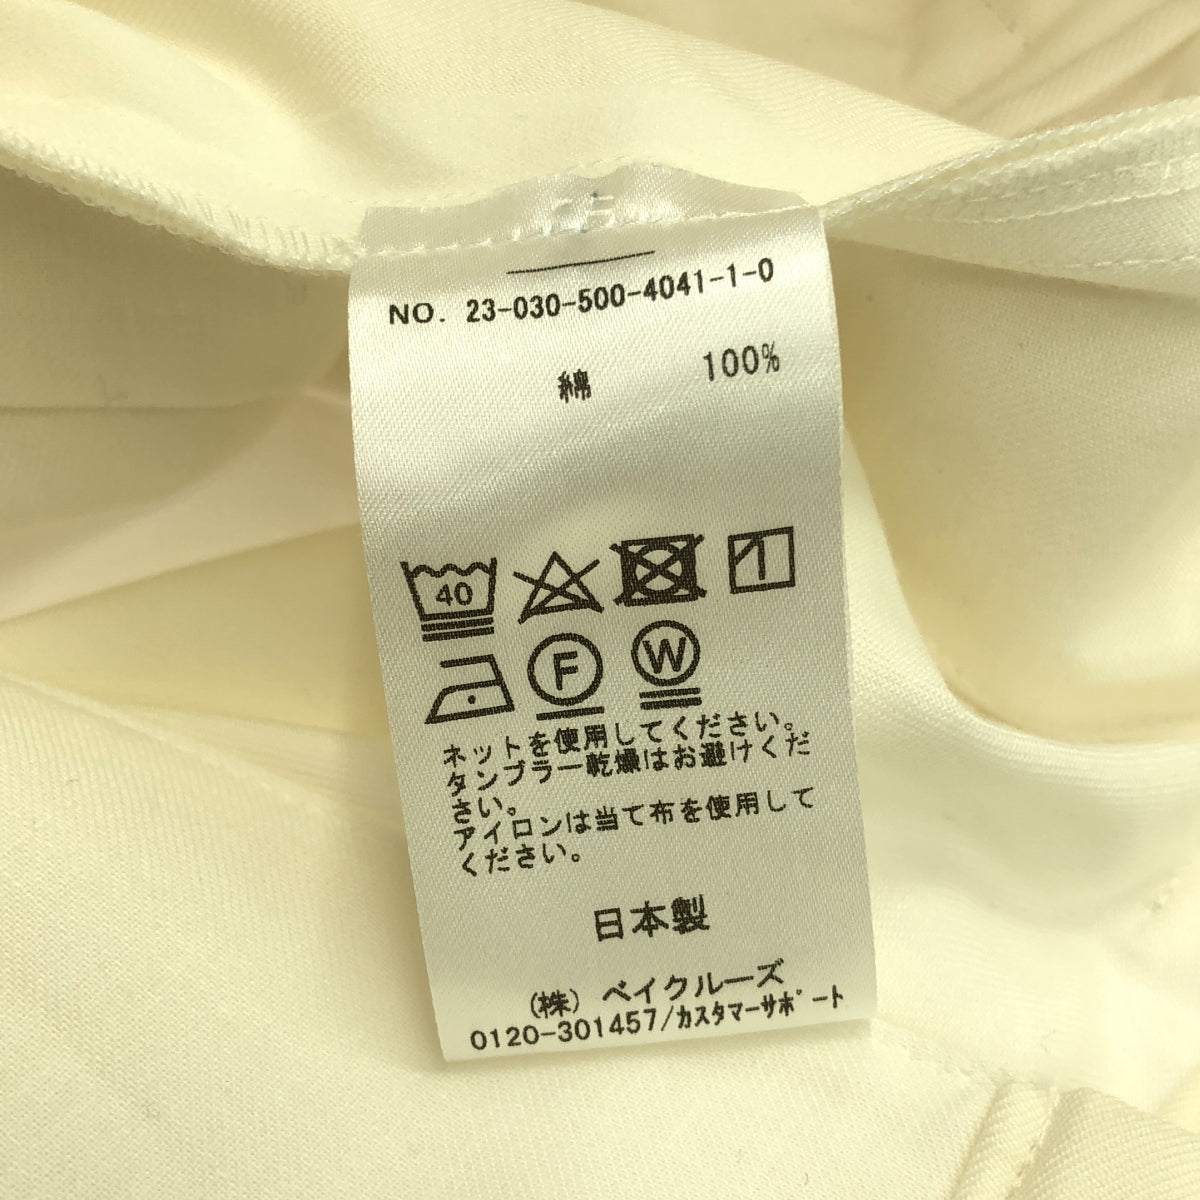 NO. 23-030-500-4041-1-0
綿 100%
40
F W
ネットを使用してください。
タンブラー乾燥はお避けくだ
さい。
アイロンは当て布を使用して
ください。
日本製
(株) ベイクルーズ
0120-301457/カスタマーサポート